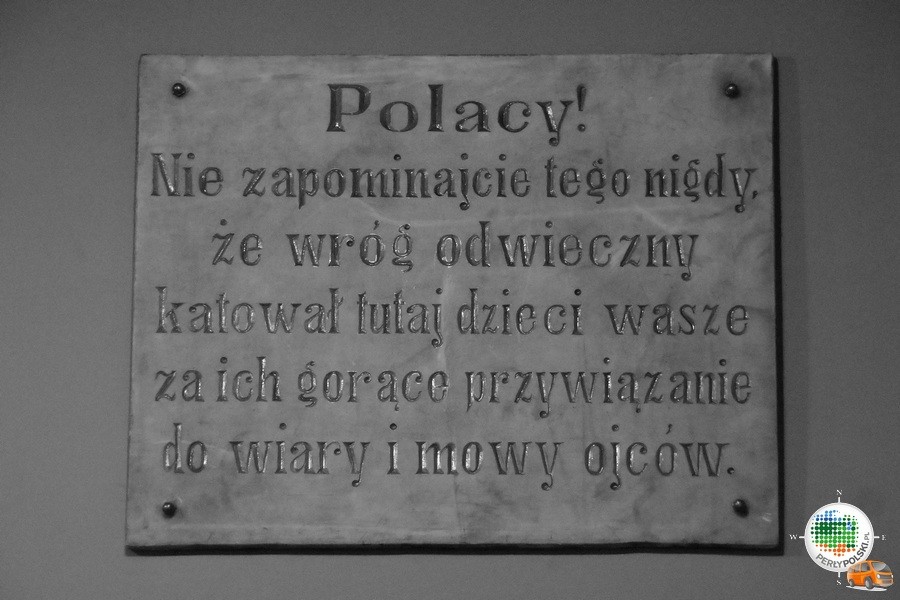 Polacy!
Nie zapominajcie tego nigdy,
że wróg odwieczny
katował tutaj dzieci wasze
za ich gorące przywiązanie
do wiary i mowy ojców.
N
W E
PERŁYPOLSKI.PL
S